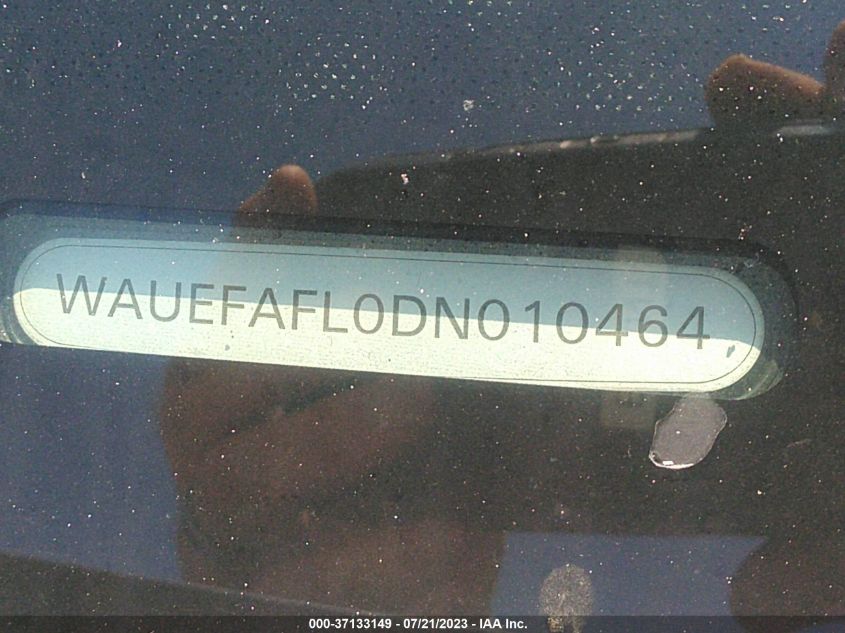 WAUEFAFL0DN010464
000-37133149 - 07/21/2023 - IAA Inc.